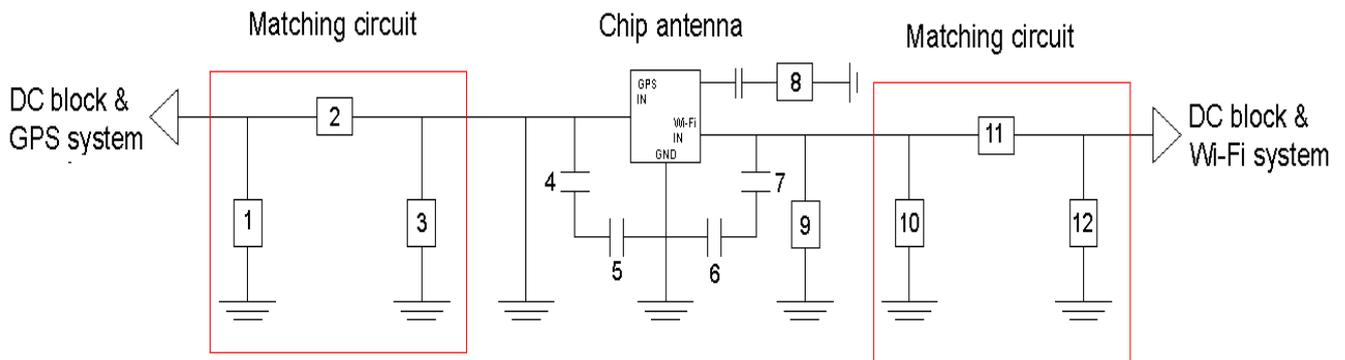 Matching circuit
Chip antenna
Matching circuit
DC block &
GPS system
GPS
IN
Wi-Fi
IN
GND
DC block &
Wi-Fi system
1
2
3
4
5
6
7
8
9
10
11
12